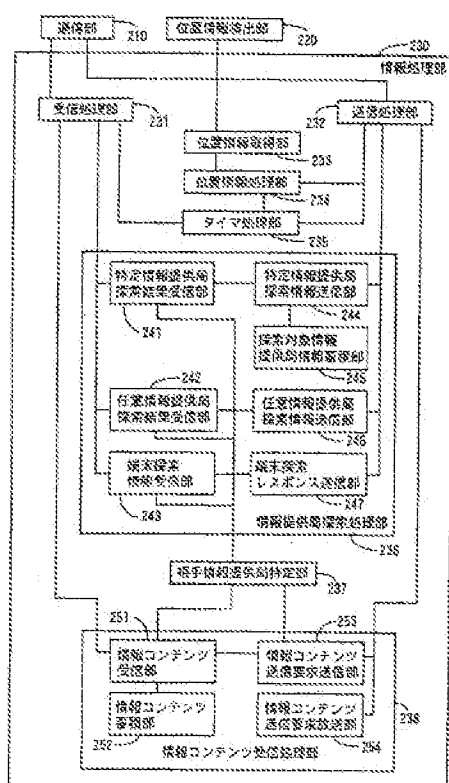 通信部
210
位置情報検出部
220
230
情報処理部
受信処理部
231
232
送信処理部
位置情報取得部
233
位置情報処理部
234
タイマ処理部
235
特定情報提供局
探索結果受信部
241
特定情報提供局
探索情報送信部
244
探索対象情報
提供局情報蓄積部
245
242
任意情報提供局
探索結果受信部
任意情報提供局
探索情報送信部
246
端末探索
情報受信部
243
端末探索
レスポンス送信部
247
情報提供局探索処理部
236
相手情報提供局特定部
237
251
情報コンテンツ
受信部
253
情報コンテンツ
送信要求送信部
情報コンテンツ
蓄積部
252
情報コンテンツ
送信要求放送部
254
238
情報コンテンツ受信処理部